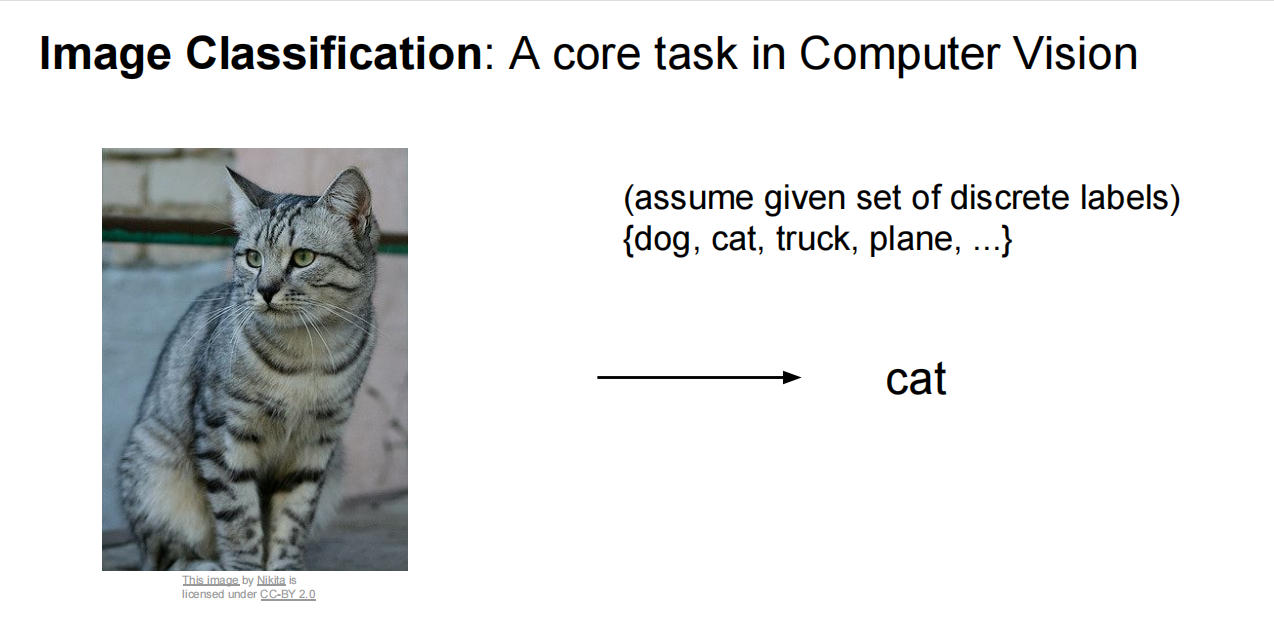 Image Classification: A core task in Computer Vision
(assume given set of discrete labels)
{dog, cat, truck, plane, ...}
cat
This image by Nikita is
licensed under CC-BY 2.0